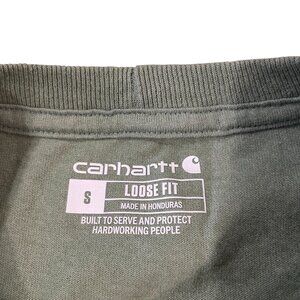 carhartt
S LOOSE FIT
MADE IN HONDURAS
BUILT TO SERVE AND PROTECT
HARDWORKING PEOPLE